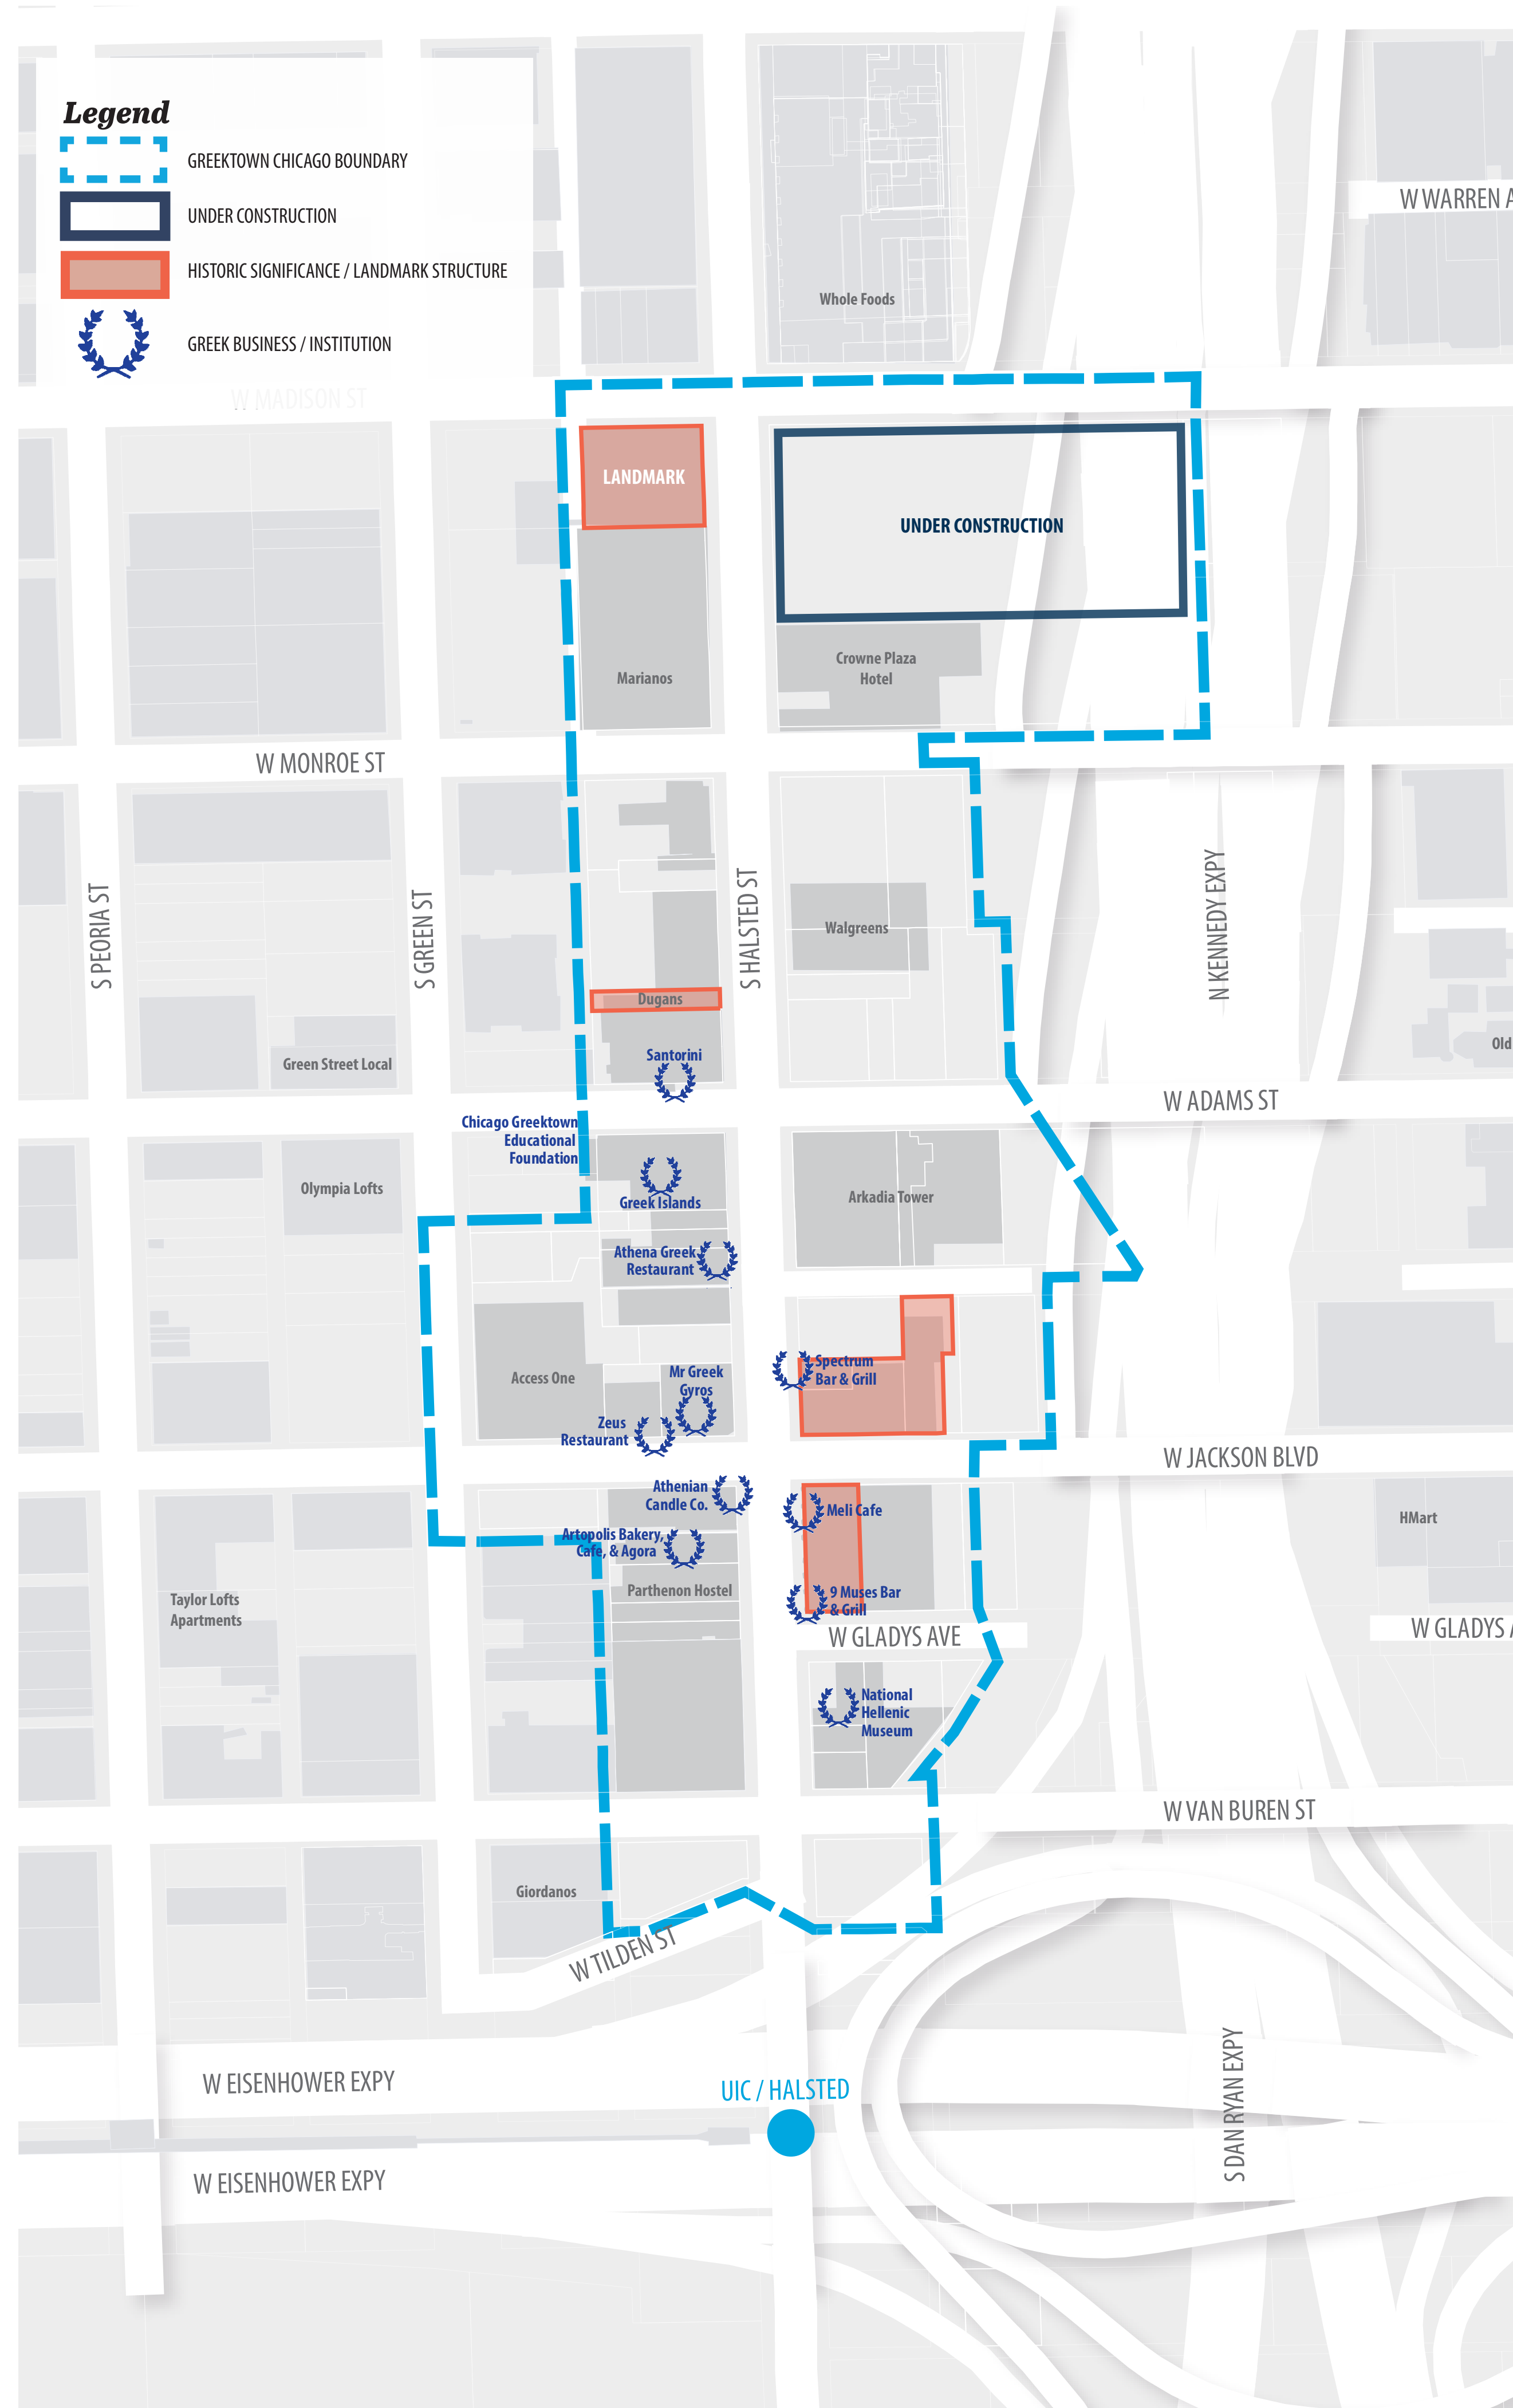 Legend
GREEKTOWN CHICAGO BOUNDARY
UNDER CONSTRUCTION
HISTORIC SIGNIFICANCE / LANDMARK STRUCTURE
GREEK BUSINESS / INSTITUTION
W WARREN A
Whole Foods
W MADISON ST
LANDMARK
UNDER CONSTRUCTION
Marianos
Crowne Plaza
Hotel
W MONROE ST
S PEORIA ST
S GREEN ST
S HALSTED ST
N KENNEDY EXPY
Walgreens
Dugans
Old
Santorini
Green Street Local
W ADAMS ST
Chicago Greektown
Educational
Foundation
Olympia Lofts
Greek Islands
Arkadia Tower
Athena Greek
Restaurant
Access One
Mr Greek
Gyros
Spectrum
Bar & Grill
Zeus
Restaurant
W JACKSON BLVD
Athenian
Candle Co.
Meli Cafe
HMart
Artopolis Bakery,
Cafe, & Agora
Parthenon Hostel
9 Muses Bar
& Grill
Taylor Lofts
Apartments
W GLADYS AVE
W GLADYS A
National
Hellenic
Museum
W VAN BUREN ST
Giordanos
W TILDEN ST
W EISENHOWER EXPY
UIC / HALSTED
S DAN RYAN EXPY
W EISENHOWER EXPY